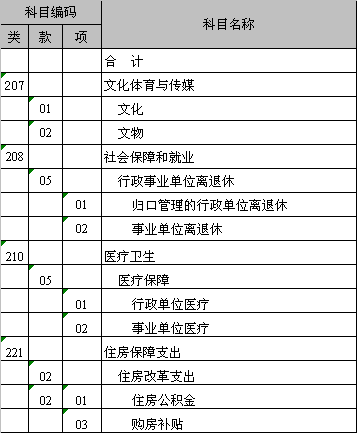 科目编码 科目名称
类 款 项
合 计
207 文化体育与传媒
01 文化
02 文物
208 社会保障和就业
05 行政事业单位离退休
01 归口管理的行政单位离退休
02 事业单位离退休
210 医疗卫生
05 医疗保障
01 行政单位医疗
02 事业单位医疗
221 住房保障支出
02 住房改革支出
02 01 住房公积金
03 购房补贴